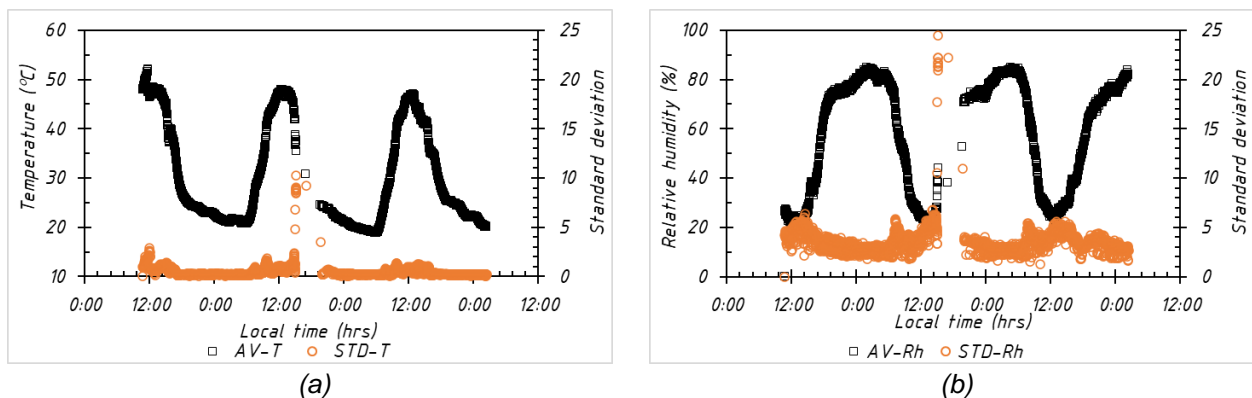 60
50
40
30
20
10
Temperature (°C)
25
20
15
10
5
0
Standard deviation
0:00 12:00 0:00 12:00 0:00 12:00 0:00 12:00
Local time (hrs)
AV-T STD-T
(a)
100
80
60
40
20
0
Relative humidity (%)
25
20
15
10
5
0
Standard deviation
0:00 12:00 0:00 12:00 0:00 12:00 0:00 12:00
Local time (hrs)
AV-Rh STD-Rh
(b)